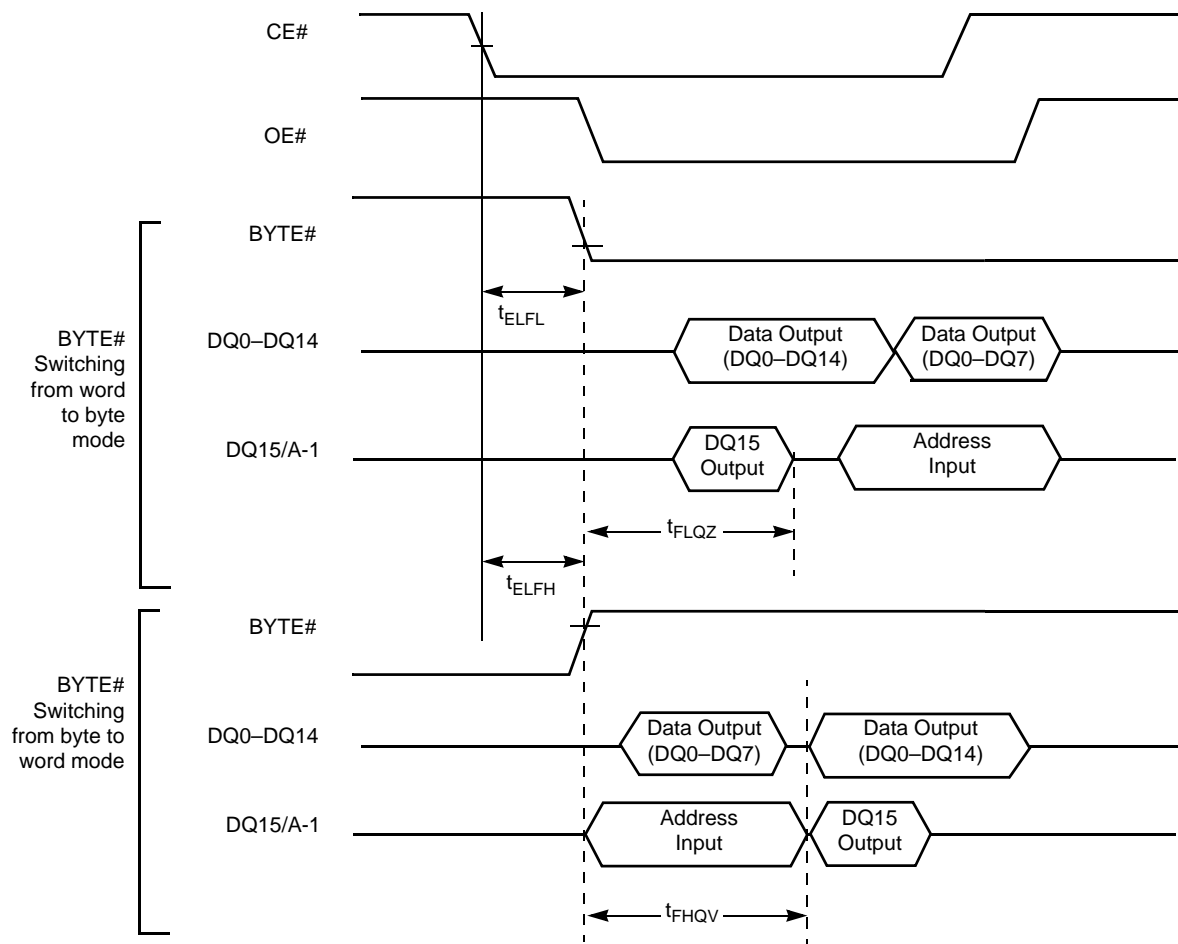 CE#
OE#
BYTE#
tELFL
BYTE#
Switching
from word
to byte
mode
DQ0–DQ14
Data Output
(DQ0–DQ14)
Data Output
(DQ0–DQ7)
DQ15/A-1
DQ15
Output
Address
Input
tFLQZ
tELFH
BYTE#
BYTE#
Switching
from byte to
word mode
DQ0–DQ14
Data Output
(DQ0–DQ7)
Data Output
(DQ0–DQ14)
DQ15/A-1
Address
Input
DQ15
Output
tFHQV